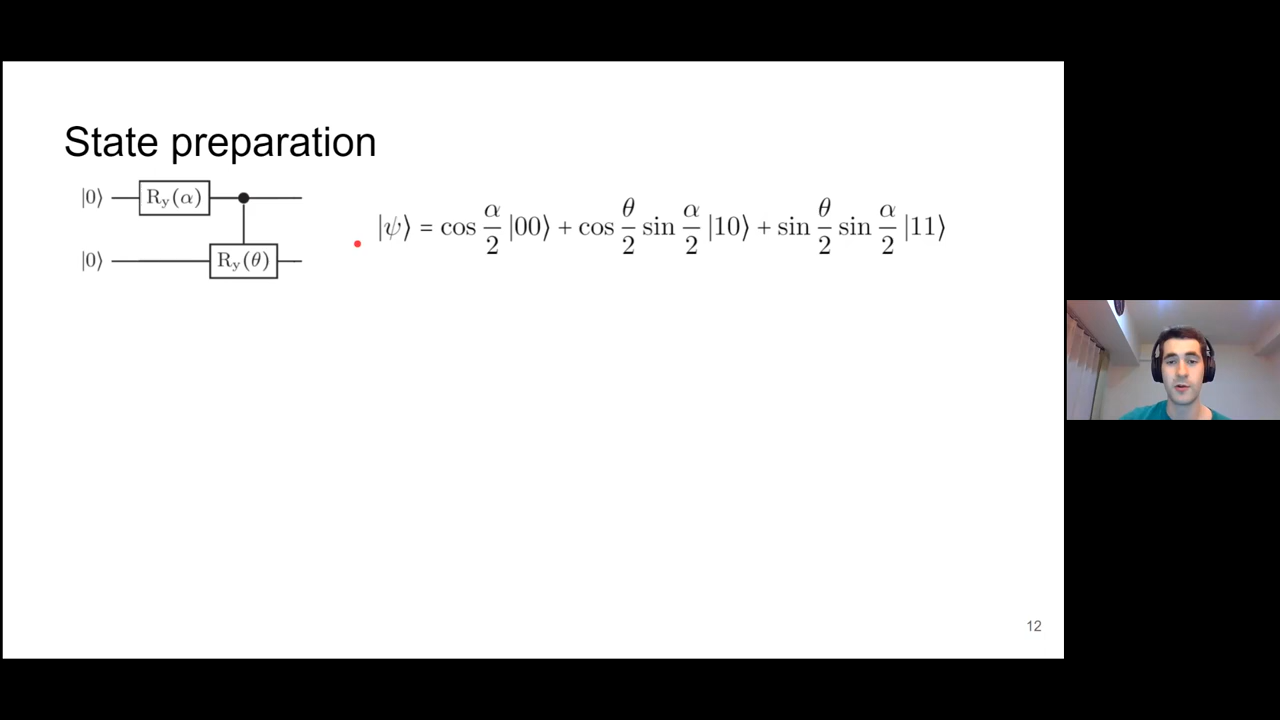 State preparation
|0⟩ R_y(α)
|ψ⟩ = cos α/2 |00⟩ + cos θ/2 sin α/2 |10⟩ + sin θ/2 sin α/2 |11⟩
|0⟩ R_y(θ)
12